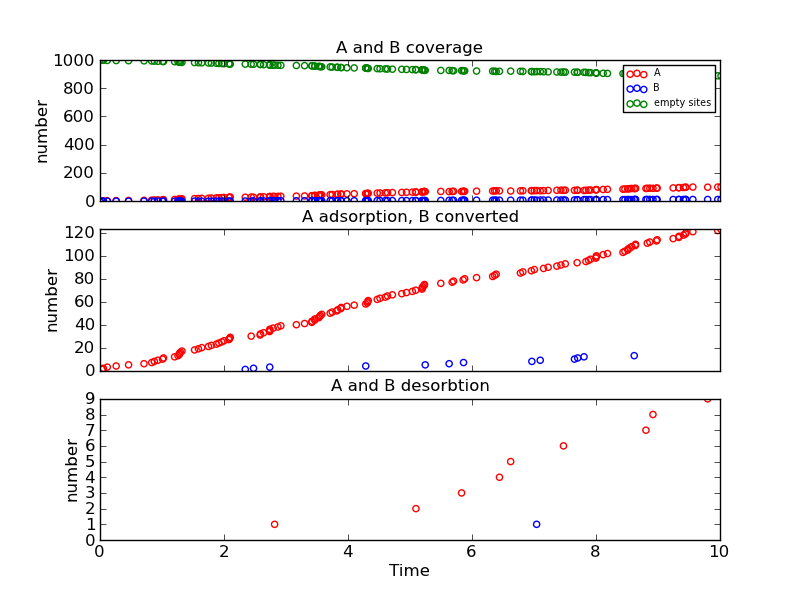 A and B coverage
1000
800
600
400
200
0
number
A
B
empty sites
A adsorption, B converted
120
100
80
60
40
20
0
number
A and B desorbtion
9
8
7
6
5
4
3
2
1
0
number
0 2 4 6 8 10
Time